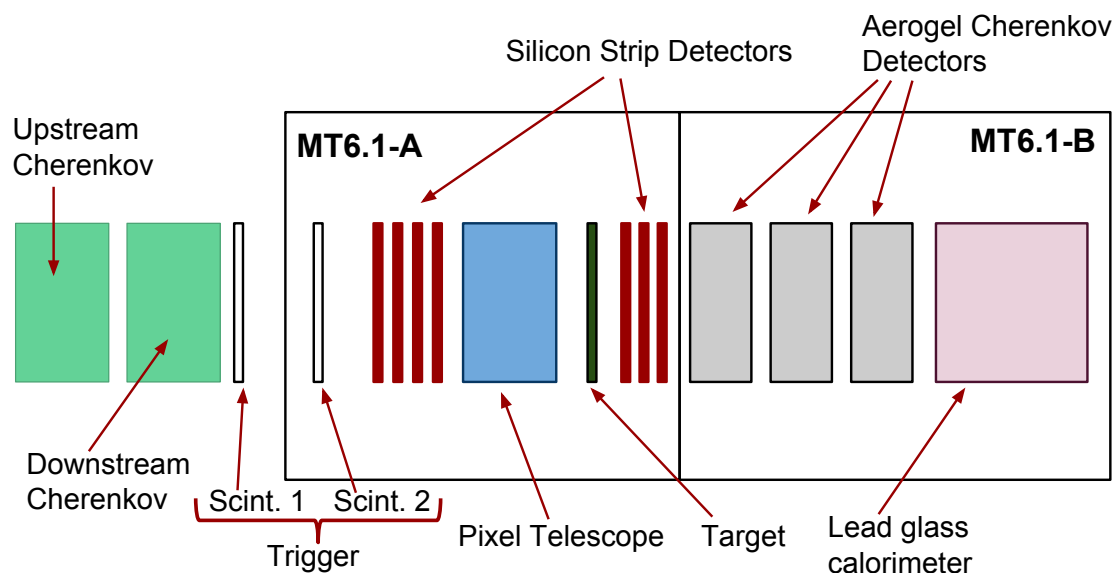 Silicon Strip Detectors
Aerogel Cherenkov
Detectors
Upstream
Cherenkov
MT6.1-A
MT6.1-B
Downstream
Cherenkov
Scint. 1
Scint. 2
Trigger
Pixel Telescope
Target
Lead glass
calorimeter